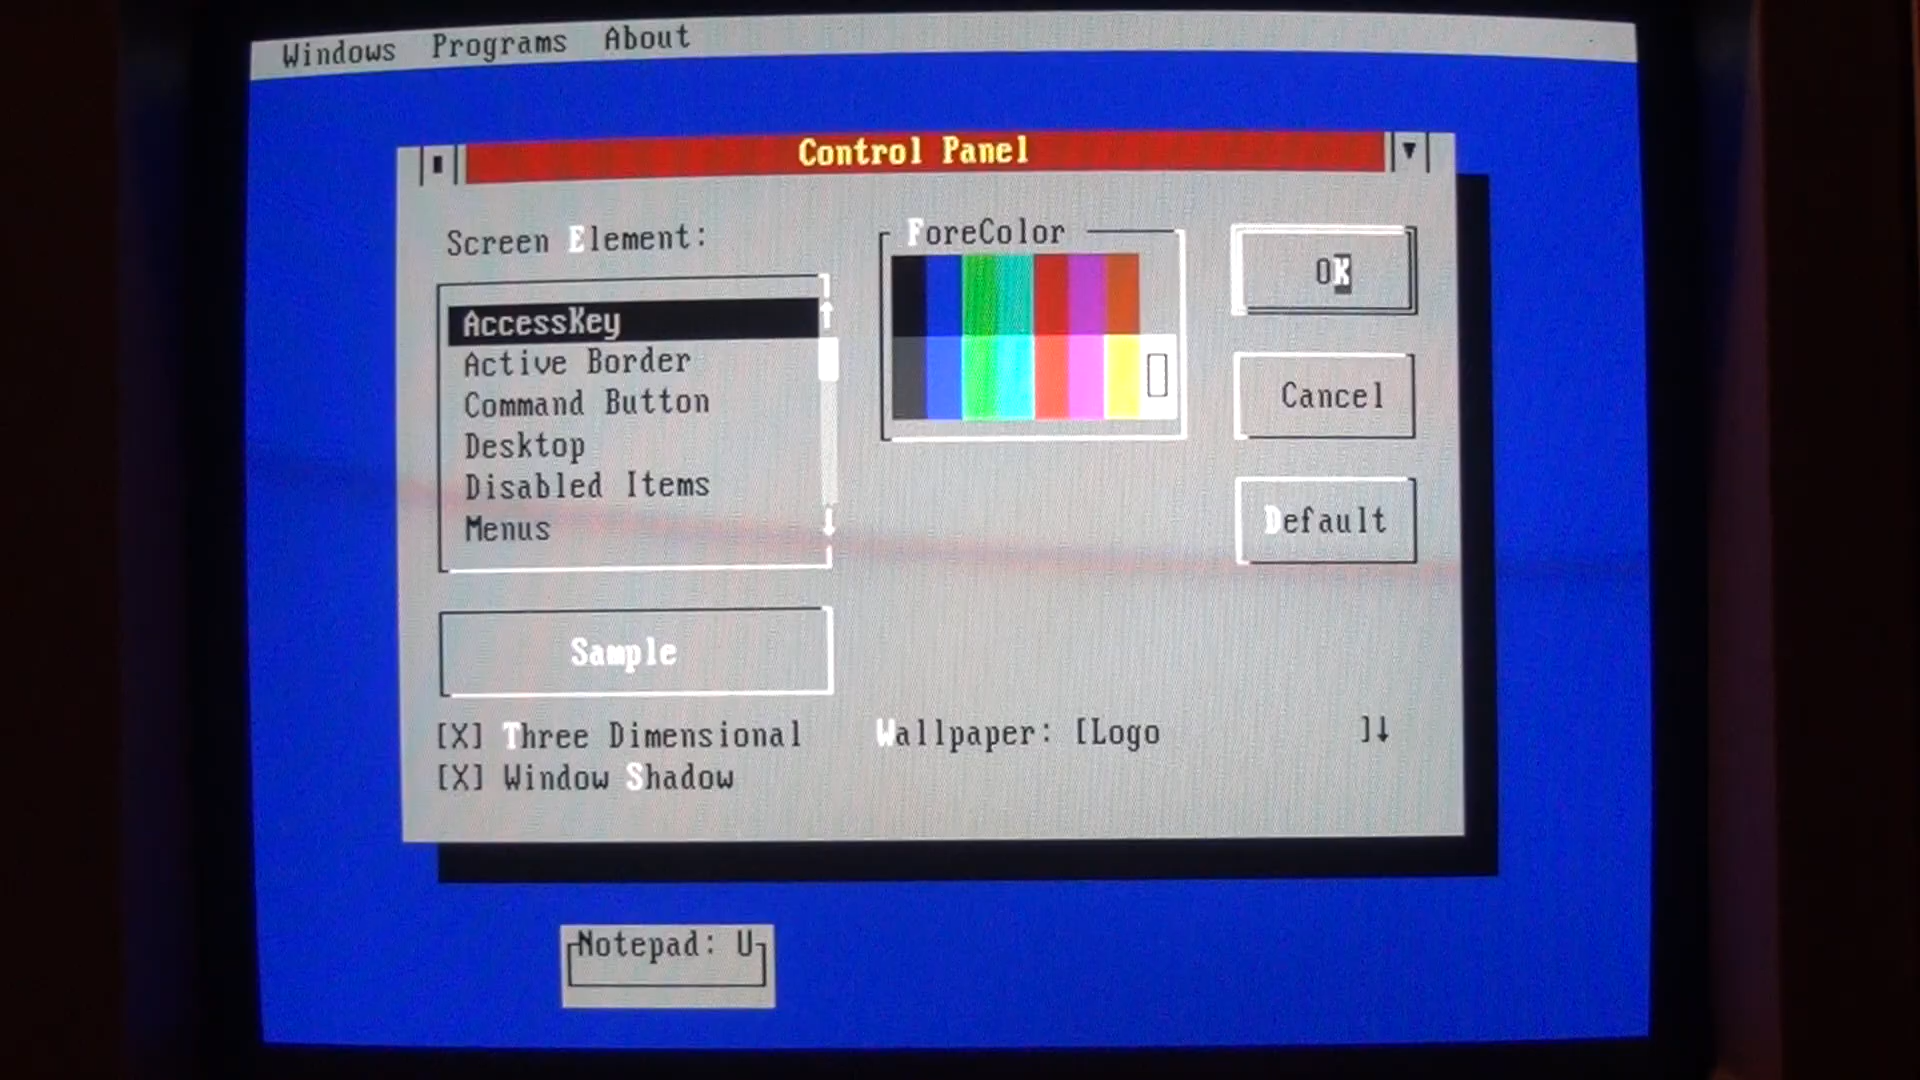 Windows Programs About
Control Panel
Screen Element:
AccessKey
Active Border
Command Button
Desktop
Disabled Items
Menus
Sample
[X] Three Dimensional
[X] Window Shadow
ForeColor
Wallpaper: [Logo ]↓
OK
Cancel
Default
Notepad: U